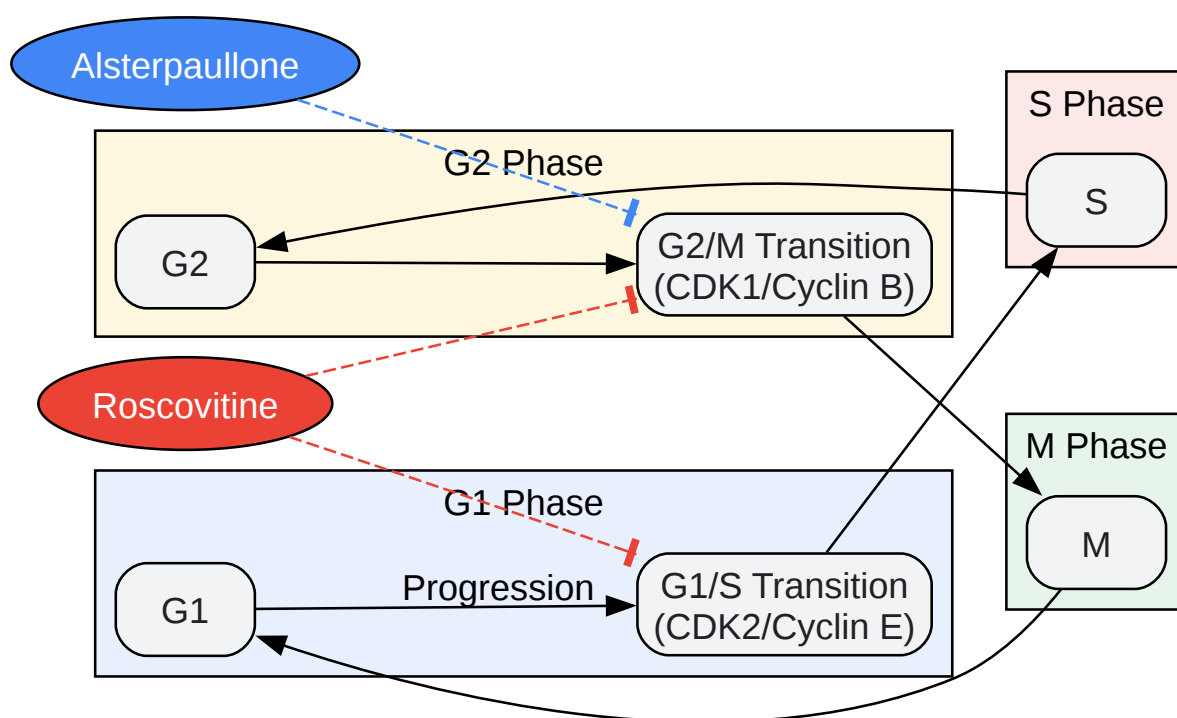 Alsterpaullone
S Phase
G2 Phase
S
G2
G2/M Transition
(CDK1/Cyclin B)
Roscovitine
M Phase
G1 Phase
M
Progression
G1
G1/S Transition
(CDK2/Cyclin E)